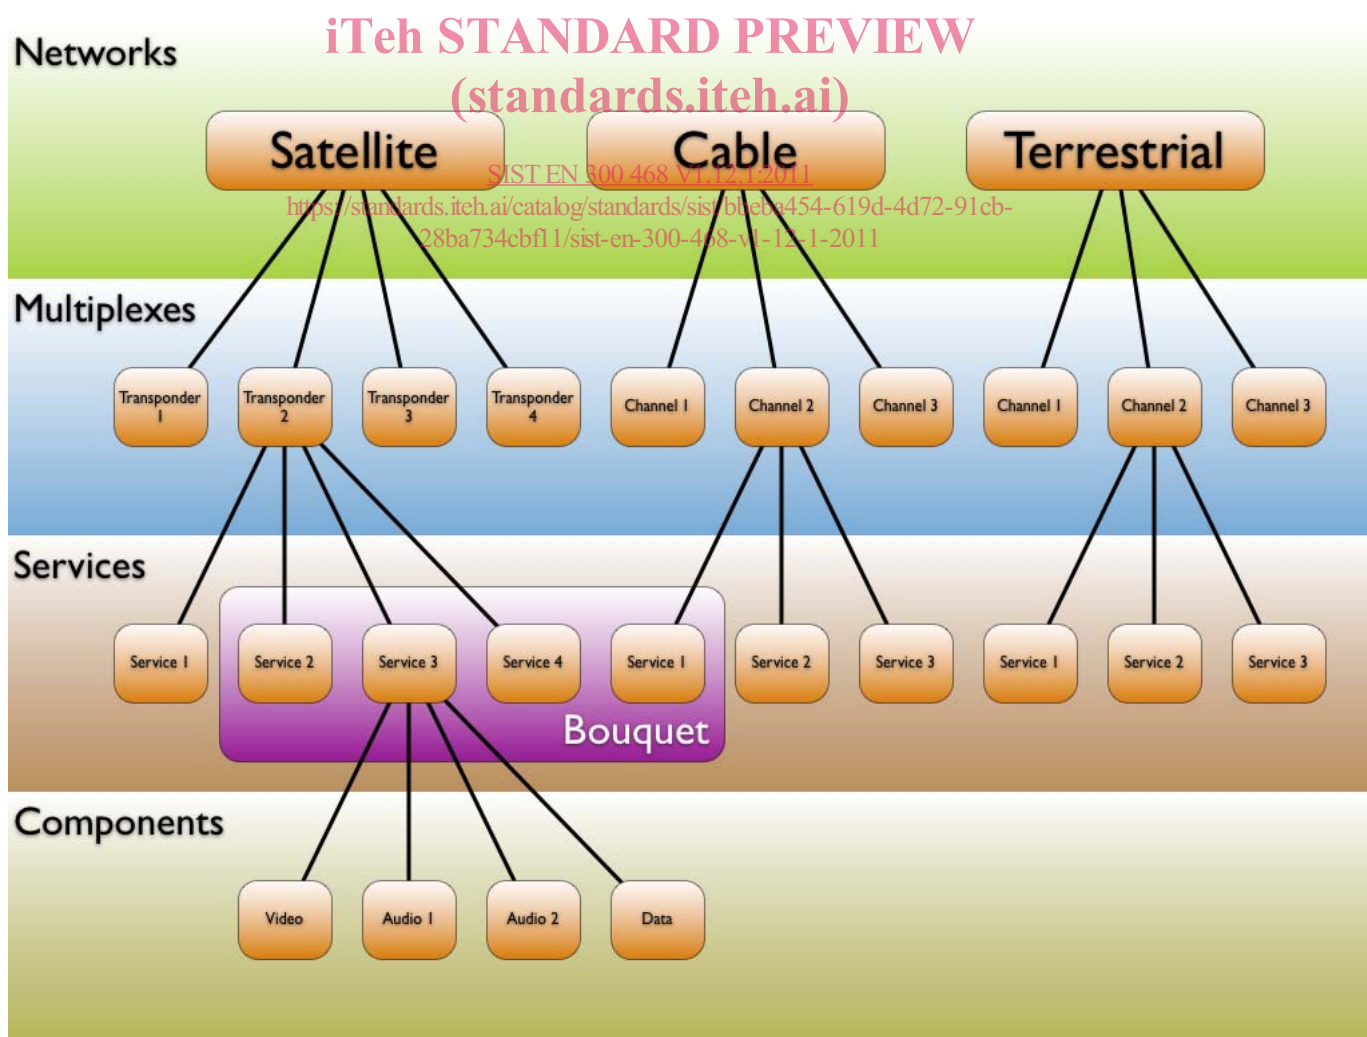 Networks
iTeh STANDARD PREVIEW
(standards.iteh.ai)
Satellite
Cable
Terrestrial
SIST EN 300 468 V1.12.1:2011
https://standards.iteh.ai/catalog/standards/sist/bbeba454-619d-4d72-91cb-
28ba734cbf11/sist-en-300-468-v1-12-1-2011
Multiplexes
Transponder
1
Transponder
2
Transponder
3
Transponder
4
Channel 1
Channel 2
Channel 3
Channel 1
Channel 2
Channel 3
Services
Service 1
Service 2
Service 3
Service 4
Service 1
Service 2
Service 3
Service 1
Service 2
Service 3
Bouquet
Components
Video
Audio 1
Audio 2
Data